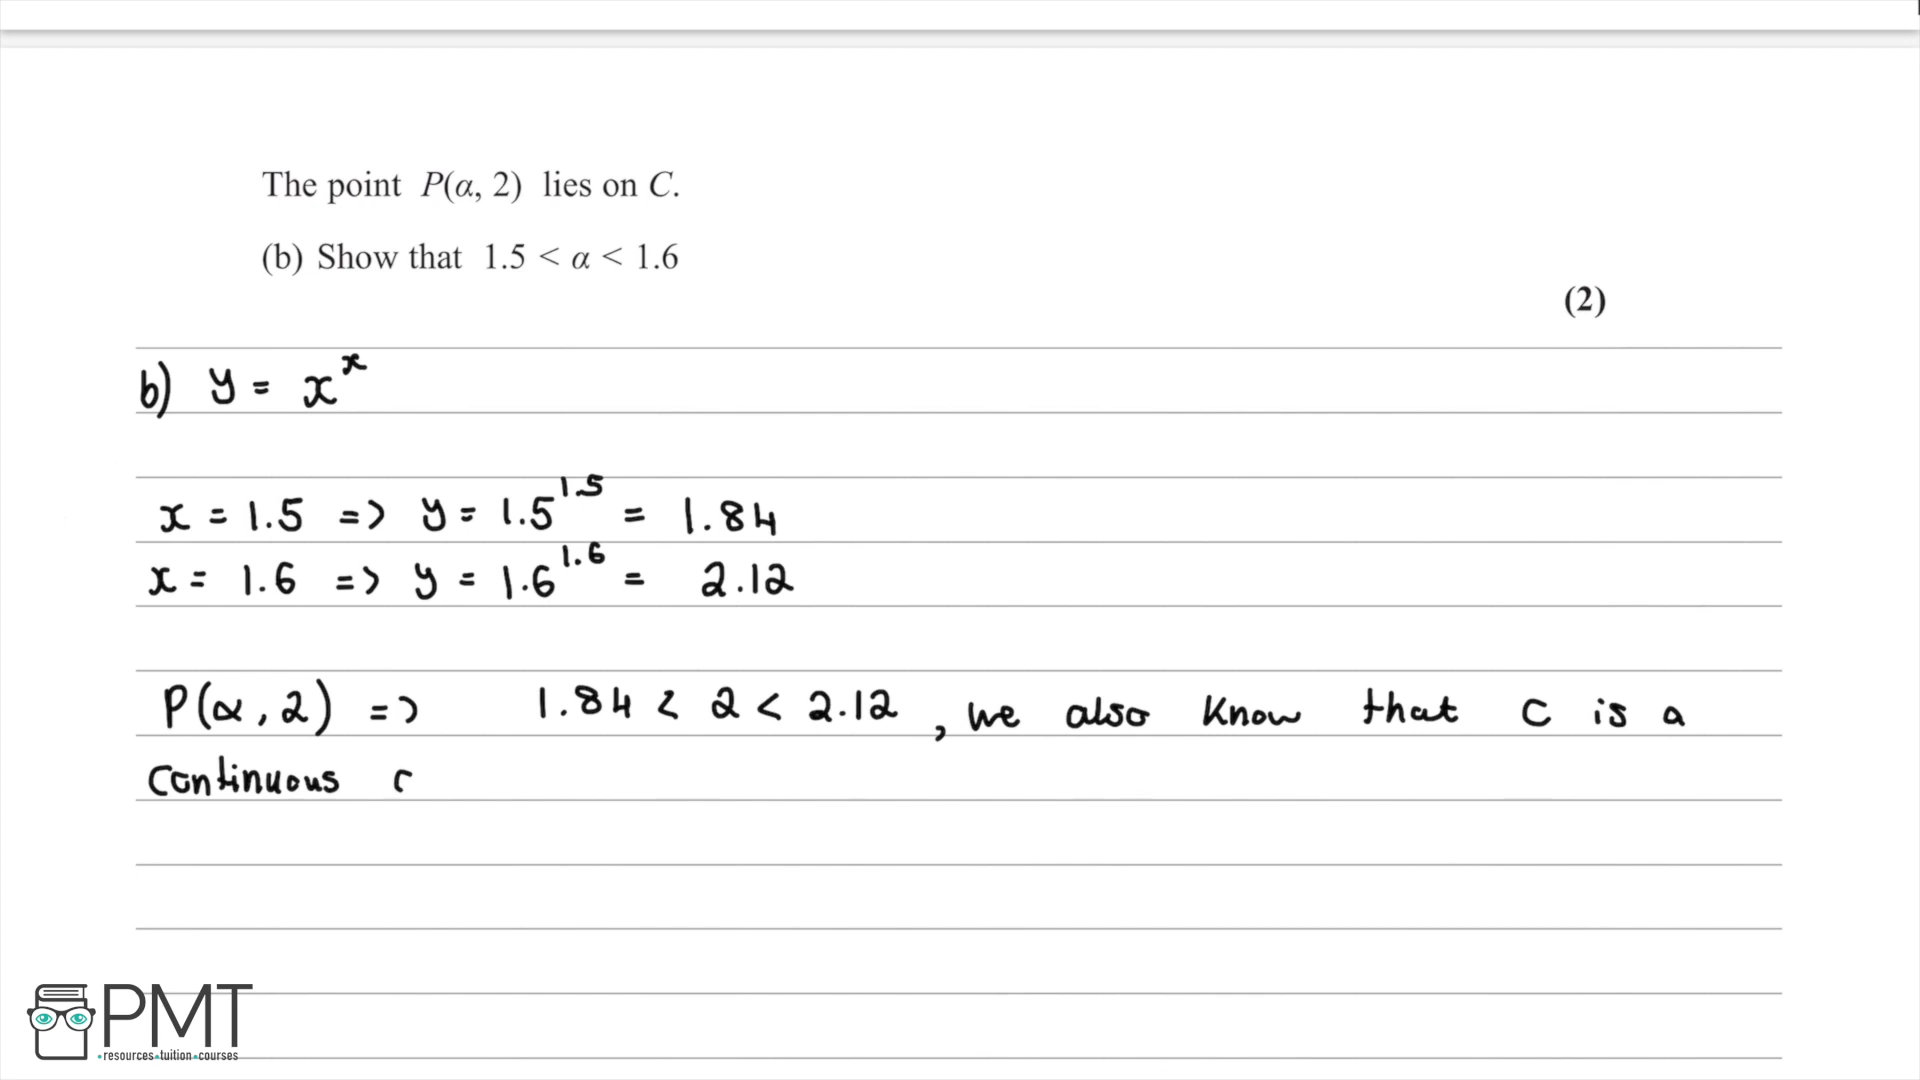 The point P(α, 2) lies on C.
(b) Show that 1.5 < α < 1.6
(2)
b) y = xˣ
x = 1.5 => y = 1.5^1.5 = 1.84
x = 1.6 => y = 1.6^1.6 = 2.12
P(α, 2) => 1.84 < 2 < 2.12, we also know that C is a
continuous c
PMT
resources•tuition•courses